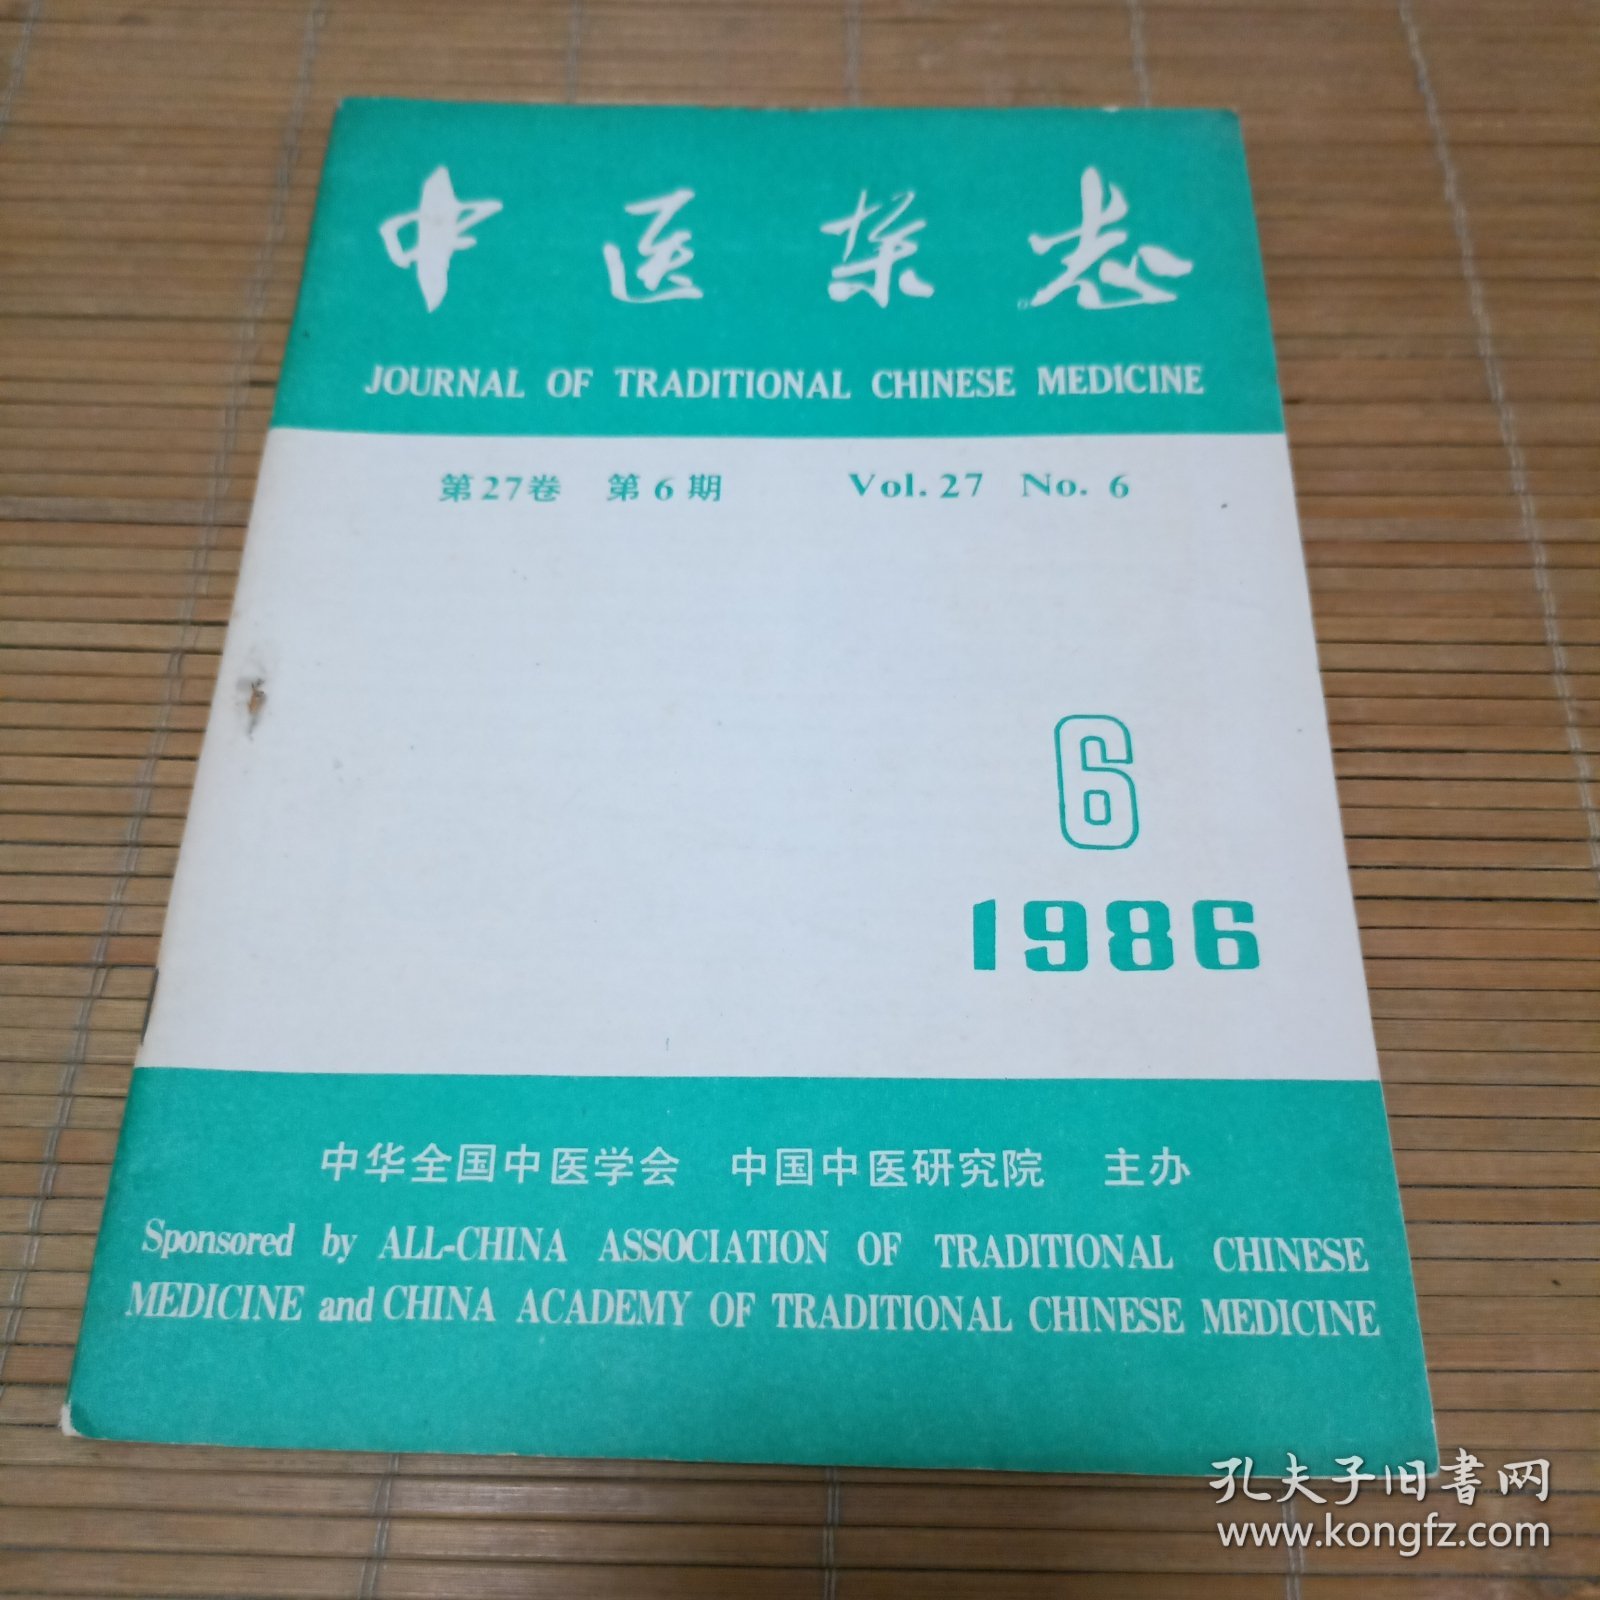 中医杂志
JOURNAL OF TRADITIONAL CHINESE MEDICINE
第27卷 第6期 Vol. 27 No. 6
6
1986
中华全国中医学会 中国中医研究院 主办
Sponsored by ALL-CHINA ASSOCIATION OF TRADITIONAL CHINESE
MEDICINE and CHINA ACADEMY OF TRADITIONAL CHINESE MEDICINE
孔夫子旧書网
www.kongfz.com